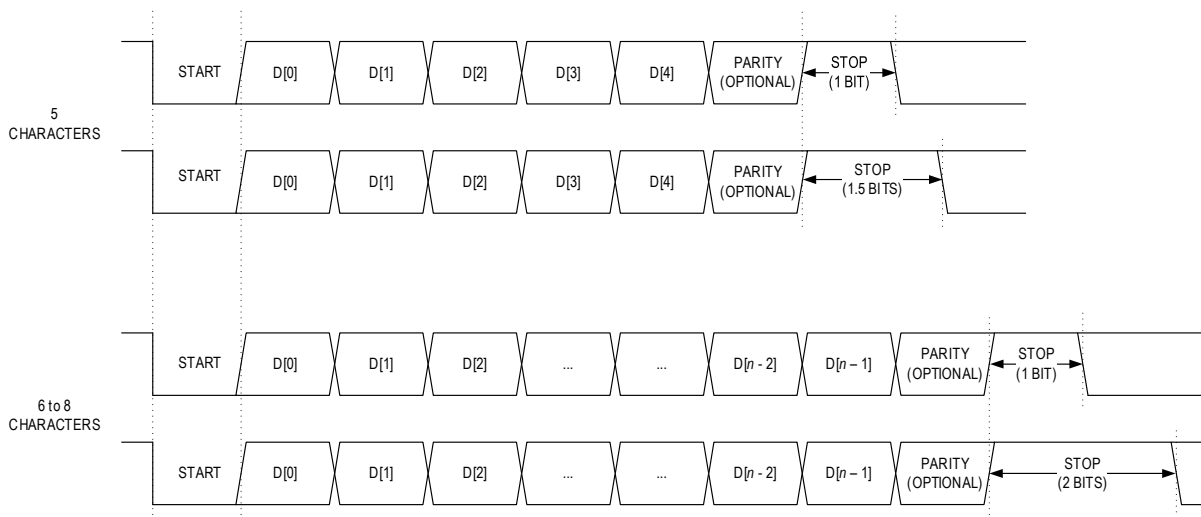 START D[0] D[1] D[2] D[3] D[4] PARITY (OPTIONAL) STOP (1 BIT)
5 CHARACTERS
START D[0] D[1] D[2] D[3] D[4] PARITY (OPTIONAL) STOP (1.5 BITS)
START D[0] D[1] D[2] ... ... D[n - 2] D[n – 1] PARITY (OPTIONAL) STOP (1 BIT)
6 to 8 CHARACTERS
START D[0] D[1] D[2] ... ... D[n - 2] D[n – 1] PARITY (OPTIONAL) STOP (2 BITS)